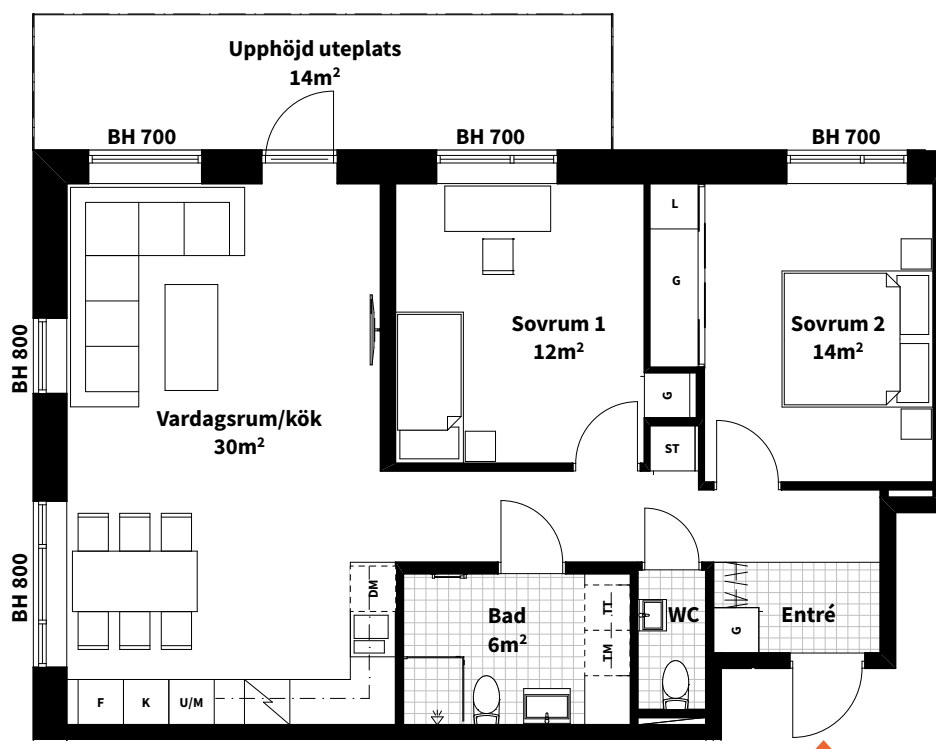 Upphöjd uteplats
14m²
BH 700
BH 700
BH 700
L
G
Sovrum 1
12m²
Sovrum 2
14m²
BH 800
G
Vardagsrum/kök
30m²
ST
BH 800
DM
Bad
6m²
TT
TM
WC
Entré
G
F
K
U/M